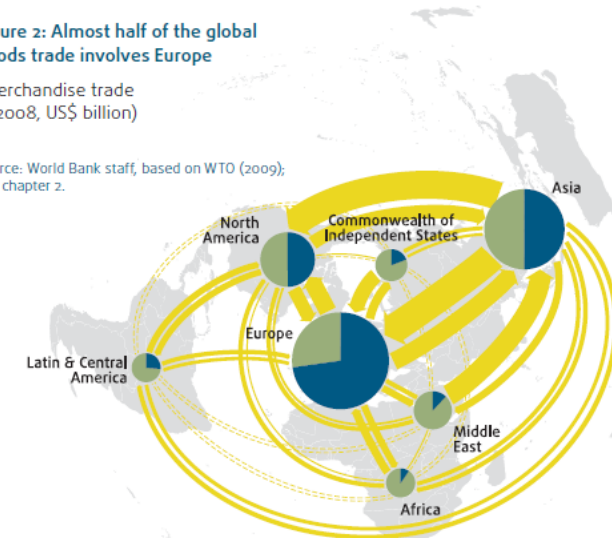 ure 2: Almost half of the global
ods trade involves Europe
erchandise trade
2008, US$ billion)
rce: World Bank staff, based on WTO (2009);
chapter 2.
Asia
North
America
Commonwealth of
Independent States
Europe
Latin & Central
America
Middle
East
Africa